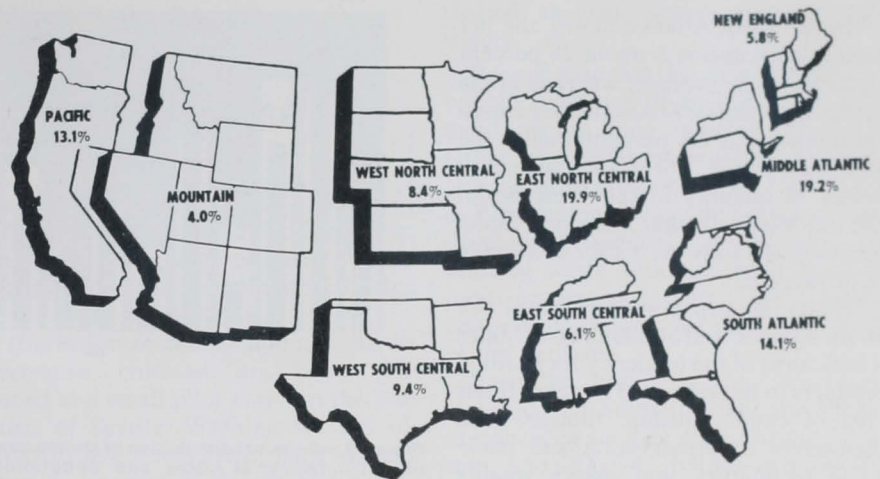 NEW ENGLAND
5.8%
PACIFIC
13.1%
MOUNTAIN
4.0%
WEST NORTH CENTRAL
8.4%
EAST NORTH CENTRAL
19.9%
MIDDLE ATLANTIC
19.2%
WEST SOUTH CENTRAL
9.4%
EAST SOUTH CENTRAL
6.1%
SOUTH ATLANTIC
14.1%